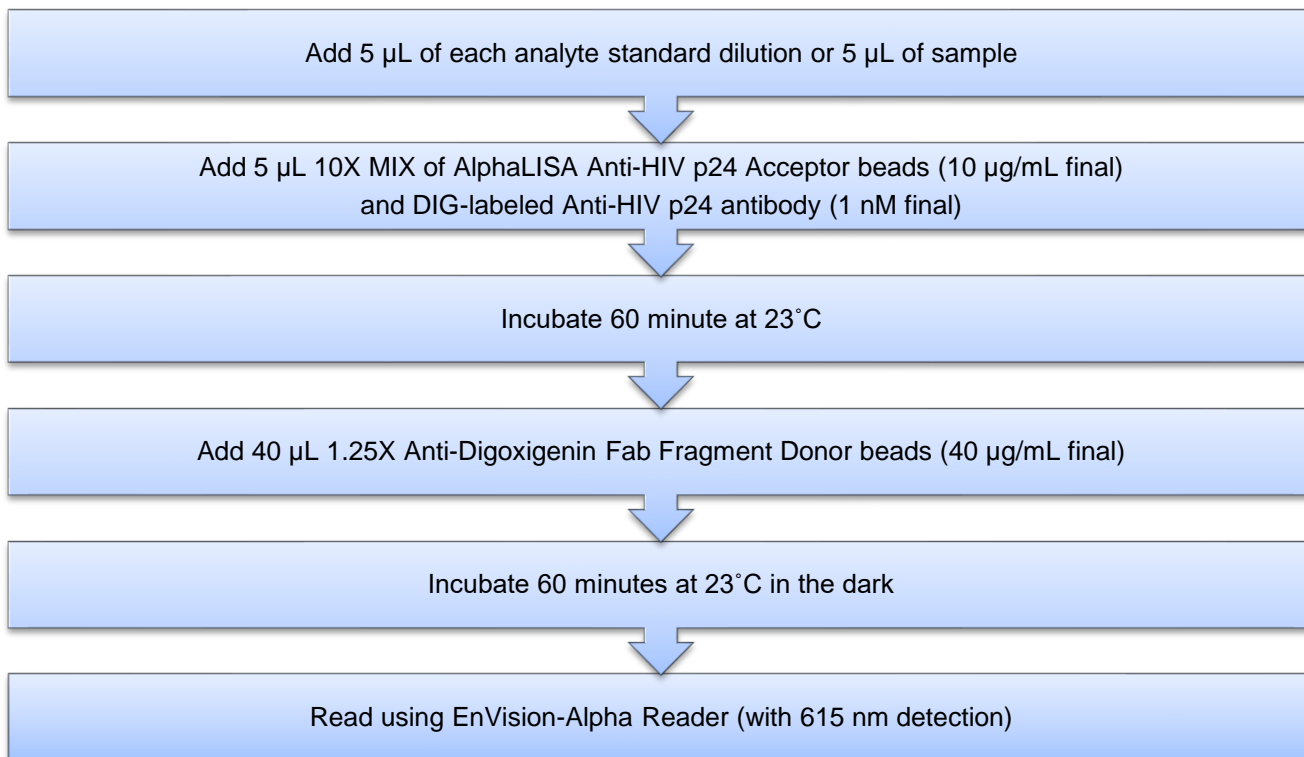 Add 5 µL of each analyte standard dilution or 5 µL of sample
Add 5 µL 10X MIX of AlphaLISA Anti-HIV p24 Acceptor beads (10 µg/mL final)
and DIG-labeled Anti-HIV p24 antibody (1 nM final)
Incubate 60 minute at 23˚C
Add 40 µL 1.25X Anti-Digoxigenin Fab Fragment Donor beads (40 µg/mL final)
Incubate 60 minutes at 23˚C in the dark
Read using EnVision-Alpha Reader (with 615 nm detection)